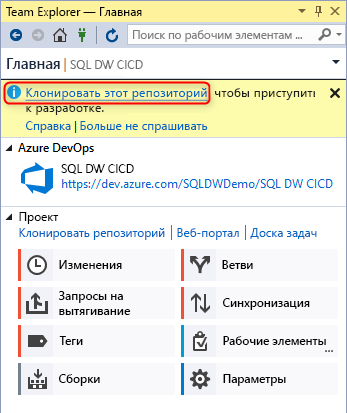 Team Explorer — Главная
Поиск по рабочим элементам
Главная | SQL DW CICD
Клонировать этот репозиторий, чтобы приступить
к разработке.
Справка | Больше не спрашивать
Azure DevOps
SQL DW CICD
https://dev.azure.com/SQLDWDemo/SQL DW CICD
Проект
Клонировать репозиторий | Веб-портал | Доска задач
Изменения
Ветви
Запросы на
вытягивание
Синхронизация
Теги
Рабочие элементы...
Сборки
Параметры